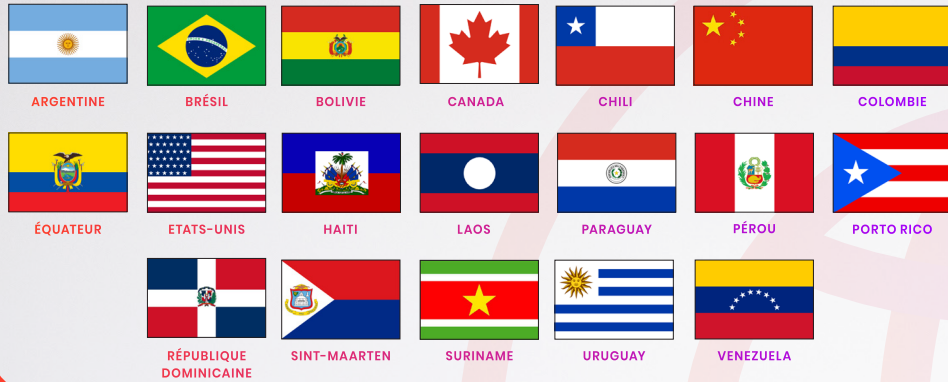 ARGENTINE
BRÉSIL
BOLIVIE
CANADA
CHILI
CHINE
COLOMBIE
ÉQUATEUR
ETATS-UNIS
HAITI
LAOS
PARAGUAY
PÉROU
PORTO RICO
RÉPUBLIQUE
DOMINICAINE
SINT-MAARTEN
SURINAME
URUGUAY
VENEZUELA